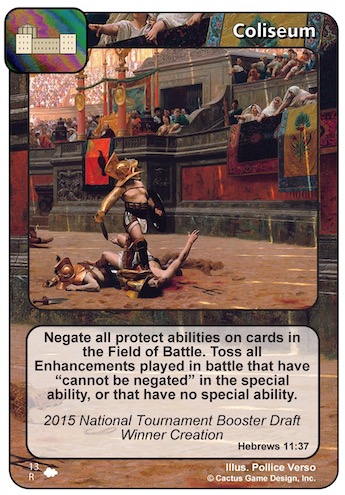 Coliseum
Negate all protect abilities on cards in
the Field of Battle. Toss all
Enhancements played in battle that have
“cannot be negated” in the special
ability, or that have no special ability.
2015 National Tournament Booster Draft
Winner Creation
Hebrews 11:37
13
R
Illus. Pollice Verso
© Cactus Game Design, Inc.